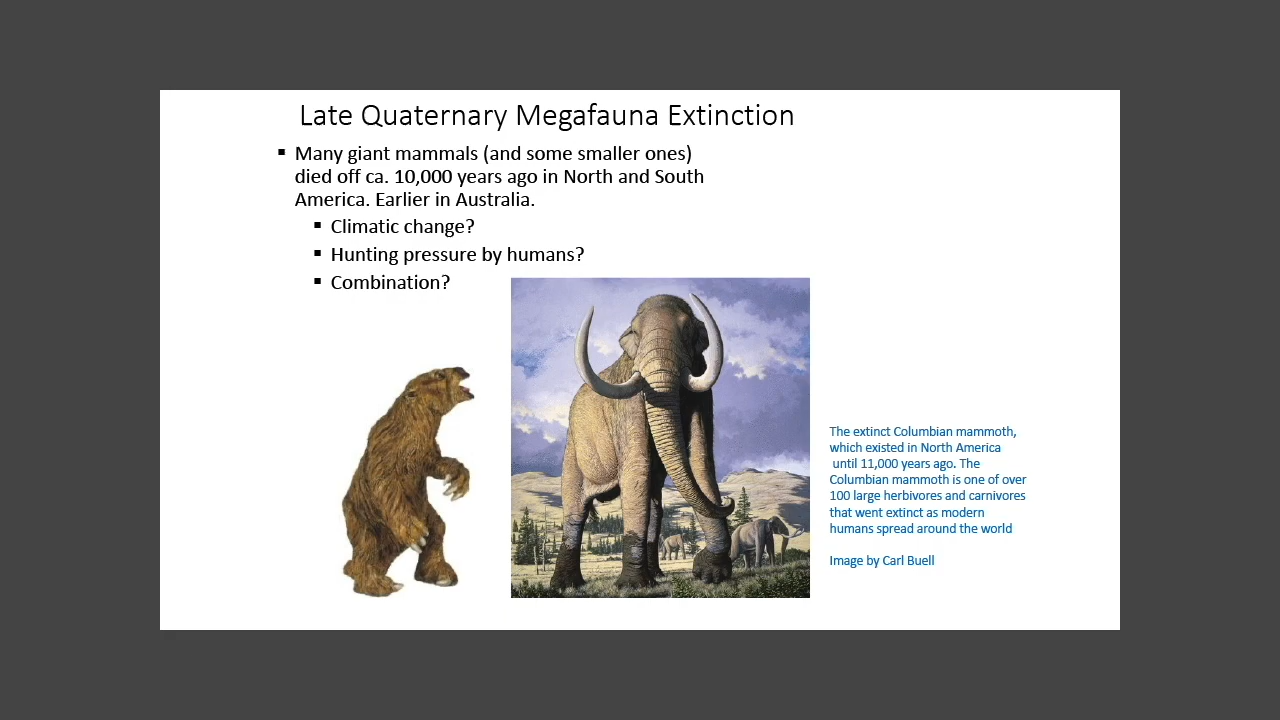 Late Quaternary Megafauna Extinction
▪ Many giant mammals (and some smaller ones)
died off ca. 10,000 years ago in North and South
America. Earlier in Australia.
▪ Climatic change?
▪ Hunting pressure by humans?
▪ Combination?
The extinct Columbian mammoth,
which existed in North America
until 11,000 years ago. The
Columbian mammoth is one of over
100 large herbivores and carnivores
that went extinct as modern
humans spread around the world
Image by Carl Buell